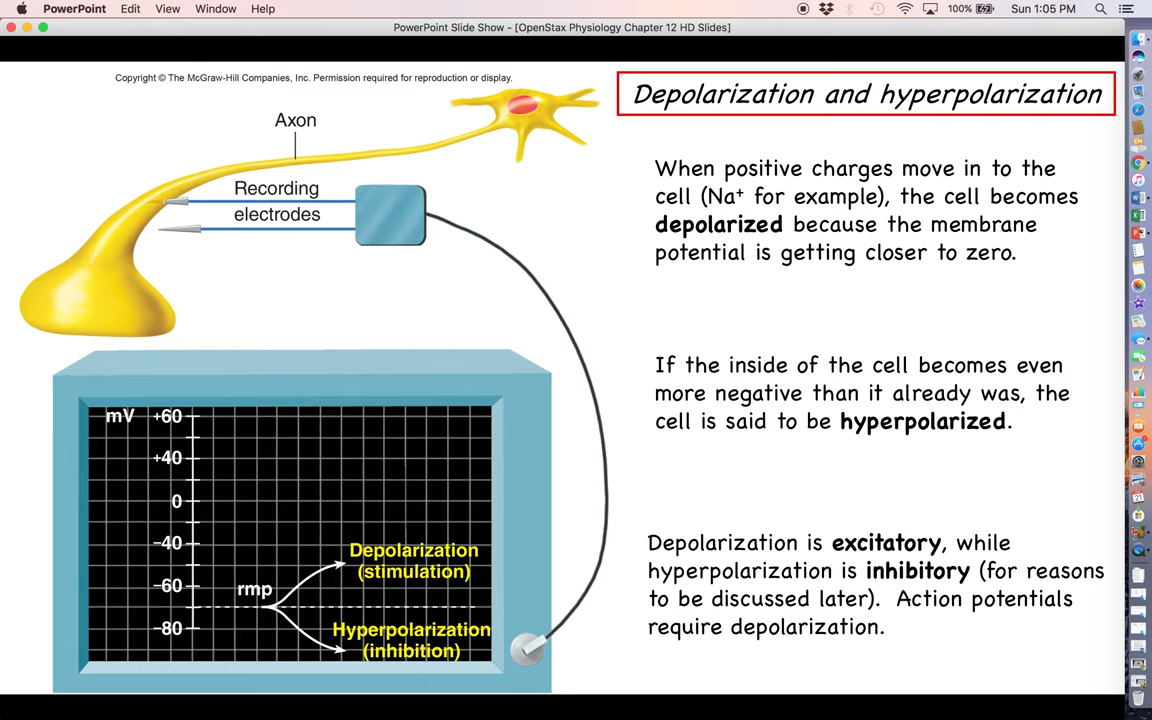 PowerPoint Edit View Window Help
100% Sun 1:05 PM
PowerPoint Slide Show - [OpenStax Physiology Chapter 12 HD Slides]
Copyright © The McGraw-Hill Companies, Inc. Permission required for reproduction or display.
Depolarization and hyperpolarization
Axon
Recording
electrodes
When positive charges move in to the
cell (Na⁺ for example), the cell becomes
depolarized because the membrane
potential is getting closer to zero.
If the inside of the cell becomes even
more negative than it already was, the
cell is said to be hyperpolarized.
Depolarization is excitatory, while
hyperpolarization is inhibitory (for reasons
to be discussed later). Action potentials
require depolarization.
mV +60
+40
0
−40
−60
−80
rmp
Depolarization
(stimulation)
Hyperpolarization
(inhibition)